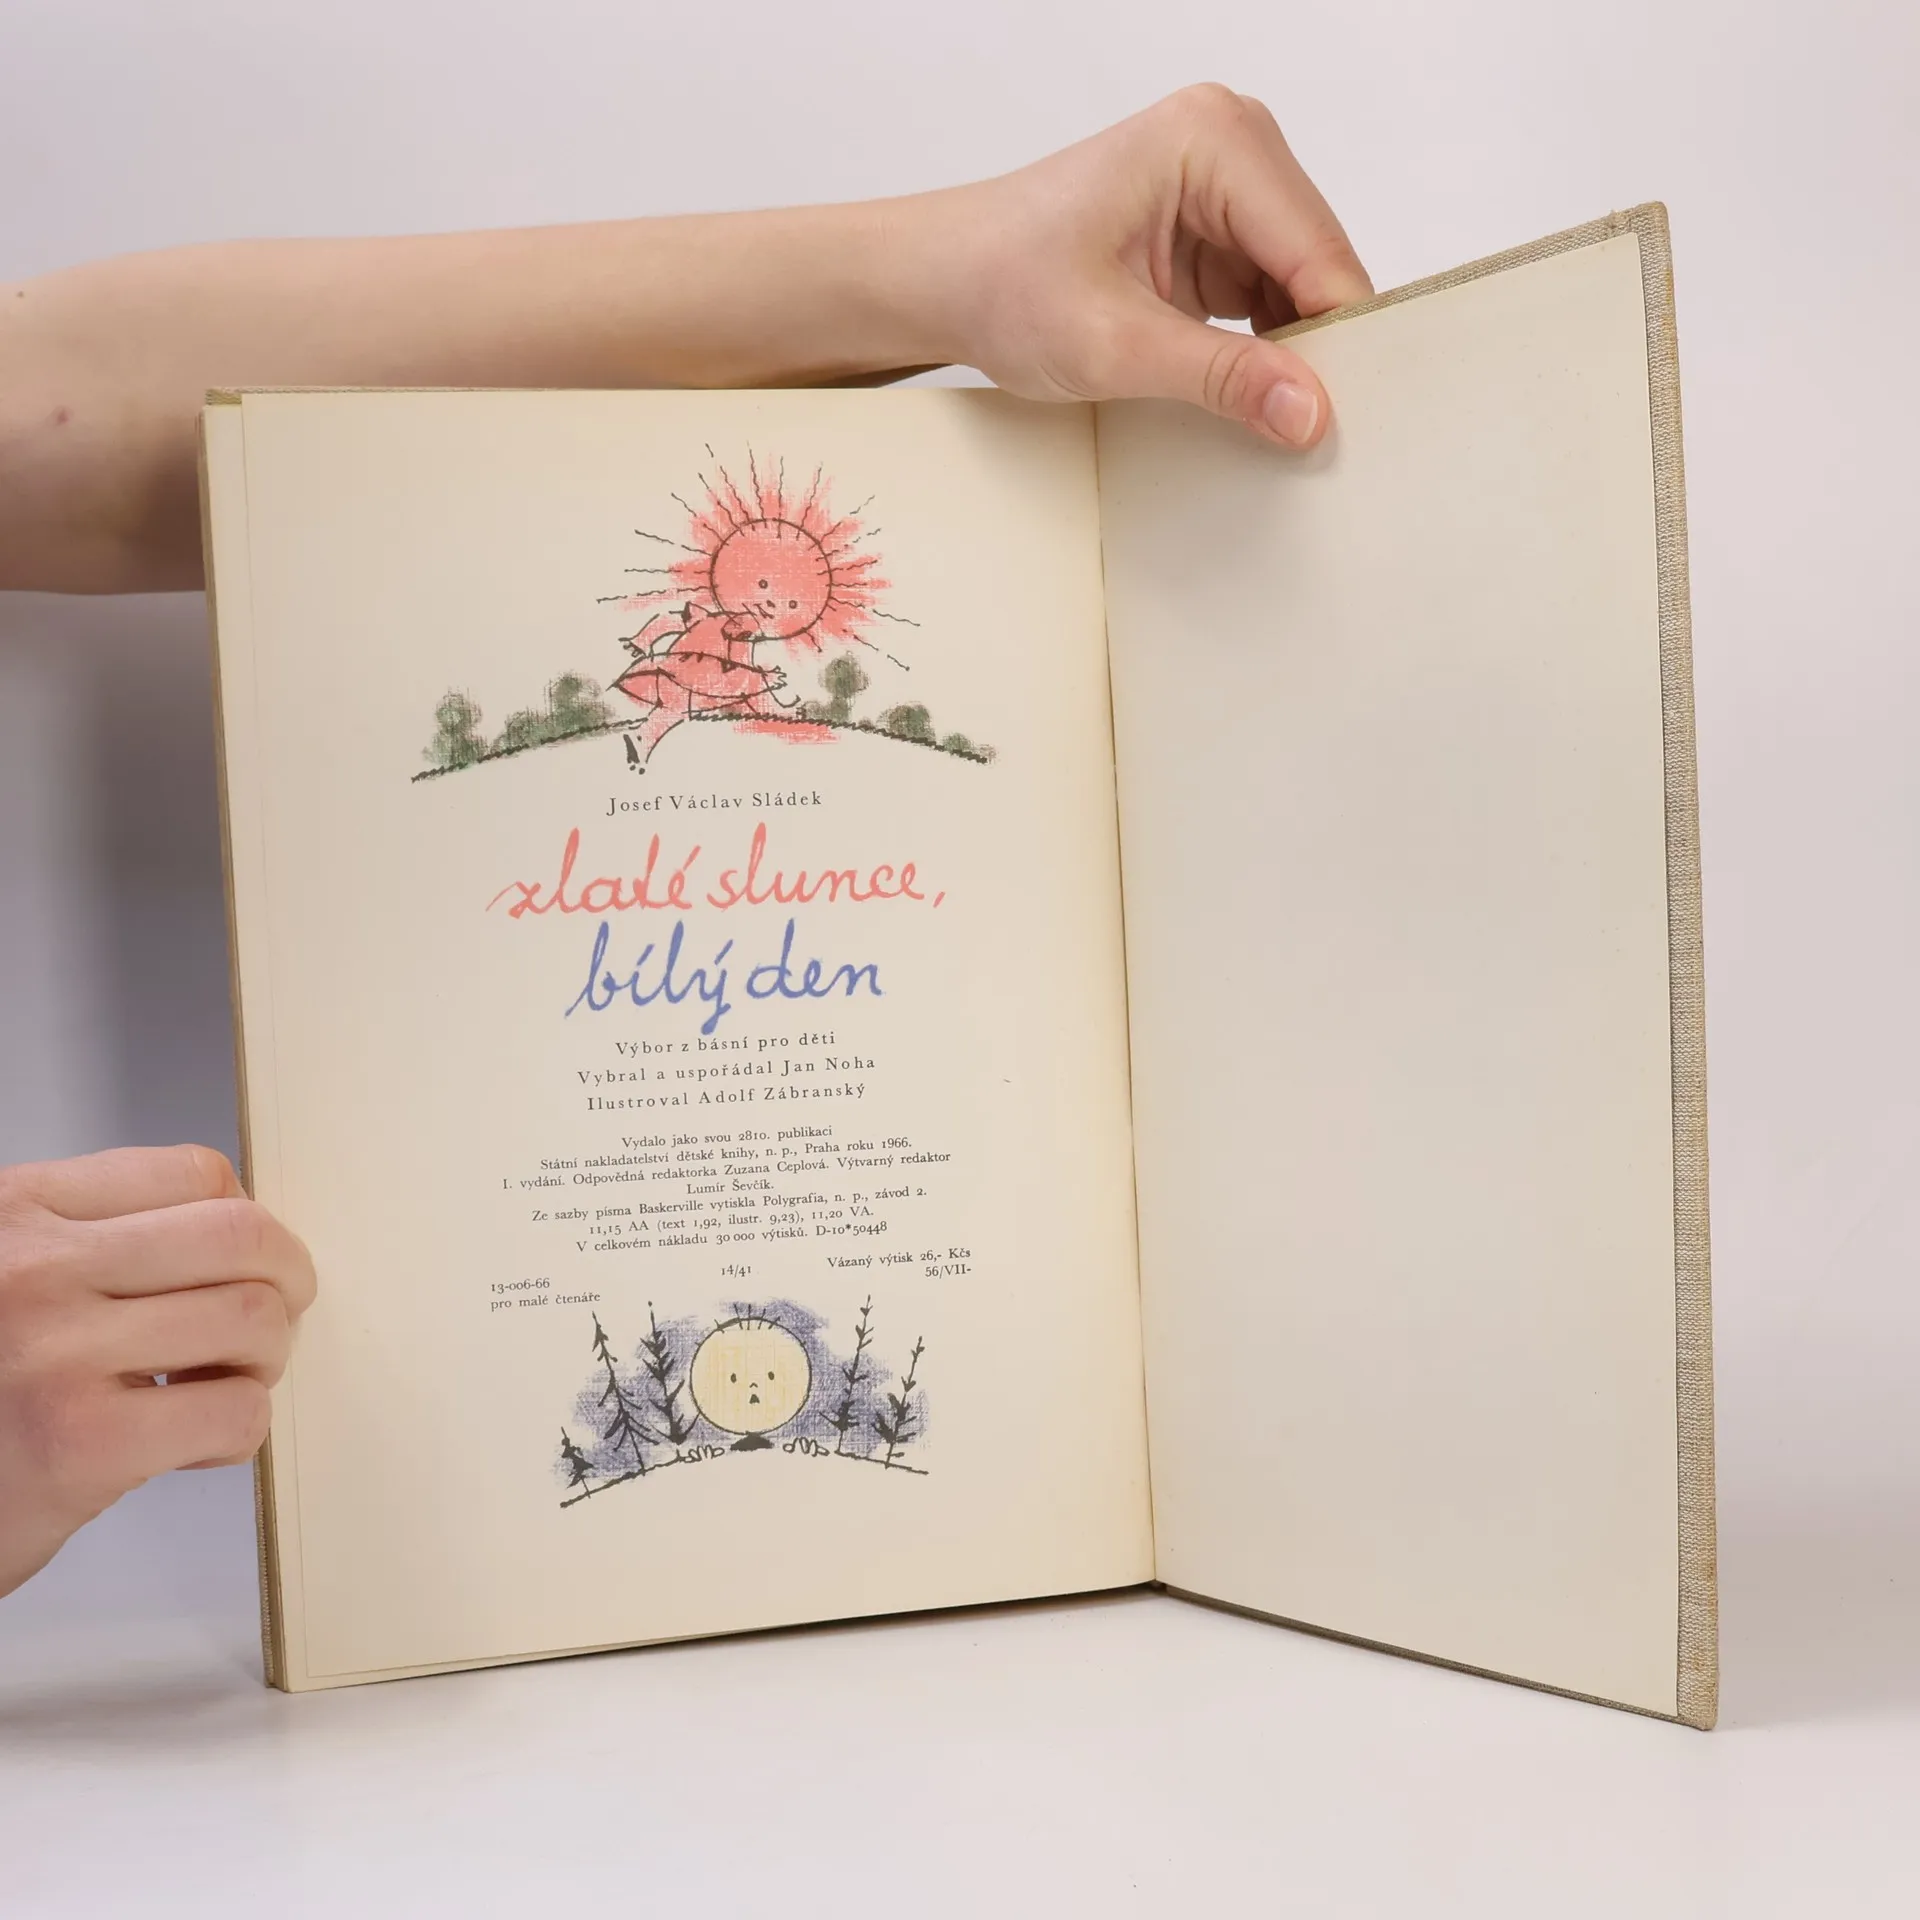 Josef Václav Sládek
zlaté slunce,
bílý den
Výbor z básní pro děti
Vybral a uspořádal Jan Noha
Ilustroval Adolf Zábranský
Vydalo jako svou 2810. publikaci
Státní nakladatelství dětské knihy, n. p., Praha roku 1966.
I. vydání. Odpovědná redaktorka Zuzana Ceplová. Výtvarný redaktor
Lumír Ševčík.
Ze sazby písma Baskerville vytiskla Polygrafia, n. p., závod 2.
11,15 AA (text 1,92, ilustr. 9,23), 11,20 VA.
V celkovém nákladu 30 000 výtisků. D-10*50448
Vázaný výtisk 26,- Kčs
13-006-66 14/41 56/VII-
pro malé čtenáře